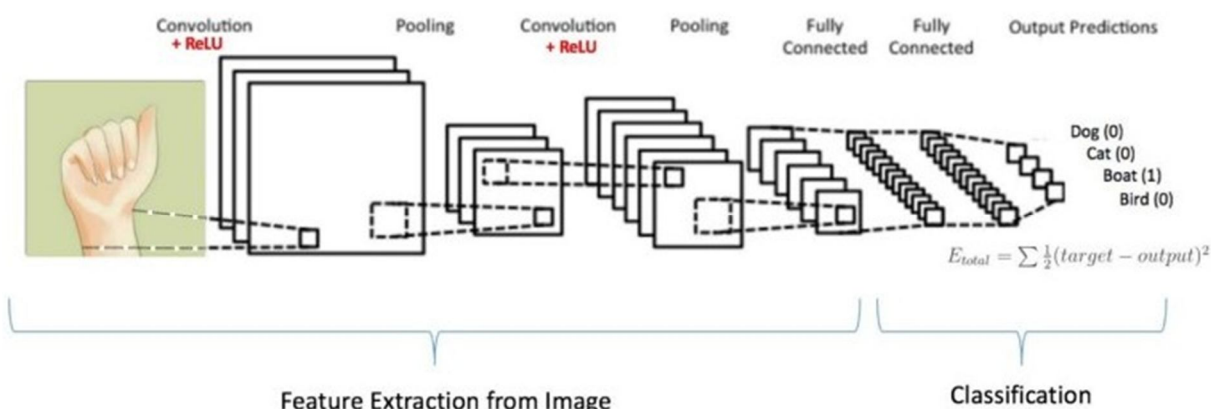 Convolution
+ ReLU
Pooling
Convolution
+ ReLU
Pooling
Fully
Connected
Fully
Connected
Output Predictions
Dog (0)
Cat (0)
Boat (1)
Bird (0)
E_total = ∑ ½(target − output)²
Feature Extraction from Image
Classification